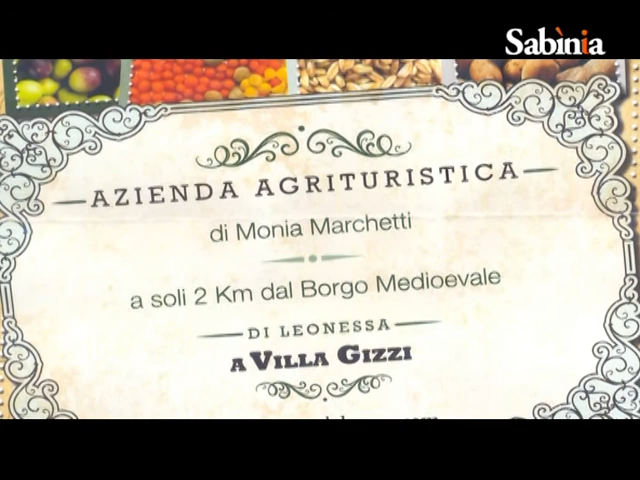 Sabìnia
AZIENDA AGRITURISTICA
di Monia Marchetti
a soli 2 Km dal Borgo Medioevale
DI LEONESSA
A VILLA GIZZI